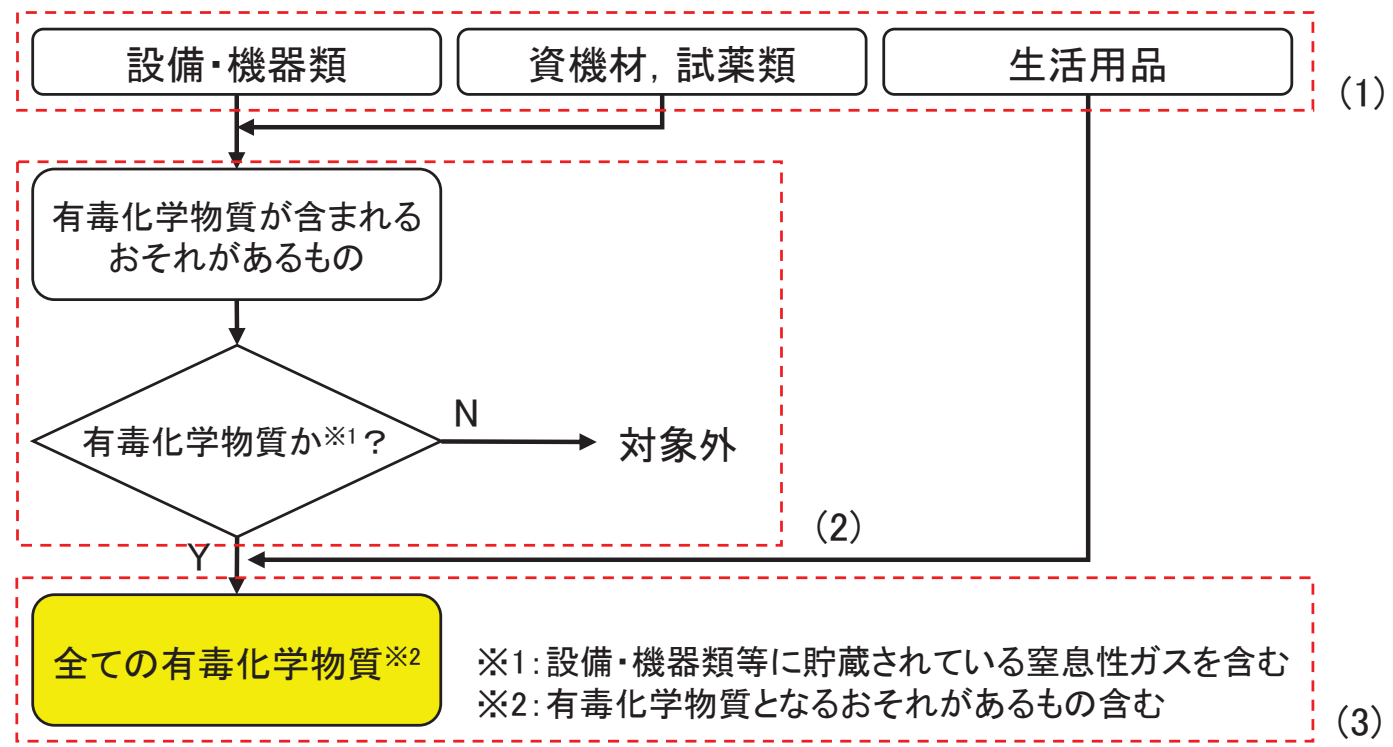 設備・機器類
資機材，試薬類
生活用品
(1)
有毒化学物質が含まれる
おそれがあるもの
有毒化学物質か※1？
N
対象外
(2)
Y
全ての有毒化学物質※2
※1：設備・機器類等に貯蔵されている窒息性ガスを含む
※2：有毒化学物質となるおそれがあるもの含む
(3)